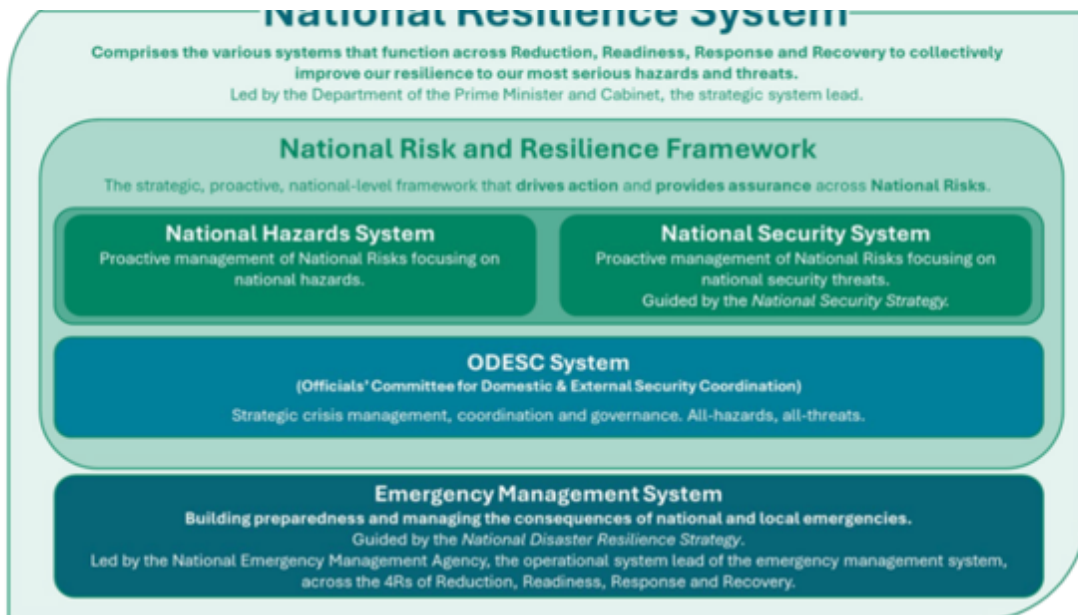 National Resilience System
Comprises the various systems that function across Reduction, Readiness, Response and Recovery to collectively
improve our resilience to our most serious hazards and threats.
Led by the Department of the Prime Minister and Cabinet, the strategic system lead.
National Risk and Resilience Framework
The strategic, proactive, national-level framework that drives action and provides assurance across National Risks.
National Hazards System
Proactive management of National Risks focusing on
national hazards.
National Security System
Proactive management of National Risks focusing on
national security threats.
Guided by the National Security Strategy.
ODESC System
(Officials' Committee for Domestic & External Security Coordination)
Strategic crisis management, coordination and governance. All-hazards, all-threats.
Emergency Management System
Building preparedness and managing the consequences of national and local emergencies.
Guided by the National Disaster Resilience Strategy.
Led by the National Emergency Management Agency, the operational system lead of the emergency management system,
across the 4Rs of Reduction, Readiness, Response and Recovery.